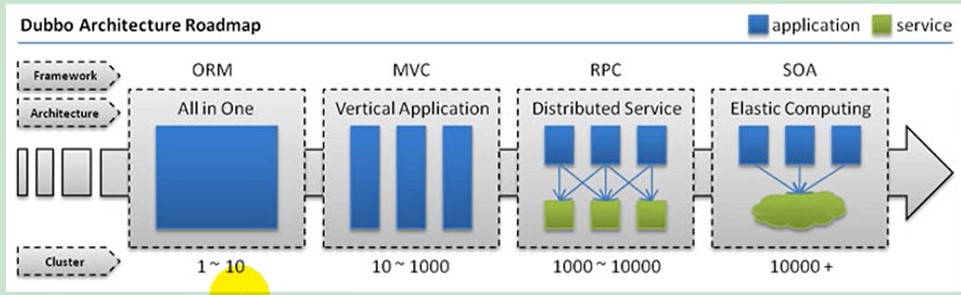 Dubbo Architecture Roadmap
application
service
Framework
ORM
MVC
RPC
SOA
Architecture
All in One
Vertical Application
Distributed Service
Elastic Computing
Cluster
1 ~ 10
10 ~ 1000
1000 ~ 10000
10000 +